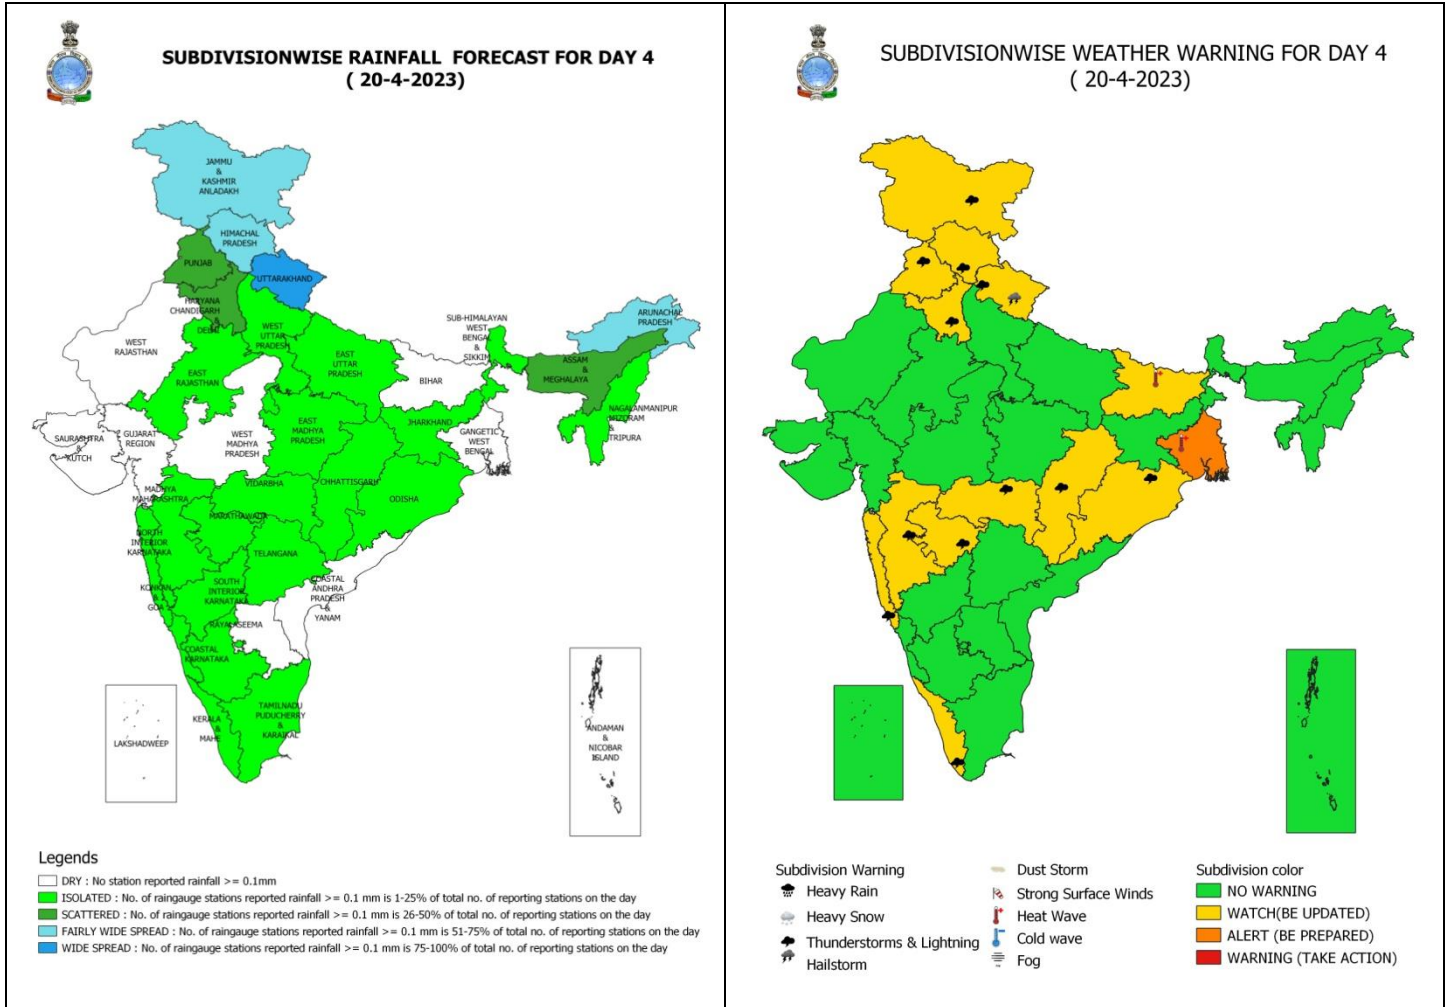 SUBDIVISIONWISE RAINFALL FORECAST FOR DAY 4
( 20-4-2023)
JAMMU
&
KASHMIR
ANLADAKH
HIMACHAL
PRADESH
PUNJAB
UTTARAKHAND
HARYANA
CHANDIGARH
&
DELHI
WEST
UTTAR
PRADESH
WEST
RAJASTHAN
EAST
RAJASTHAN
EAST
UTTAR
PRADESH
SUB-HIMALAYAN
WEST
BENGAL
&
SIKKIM
ARUNACHAL
PRADESH
ASSAM
&
MEGHALAYA
NAGALANMANIPUR
MIZORAM
&
TRIPURA
BIHAR
JHARKHAND
GANGETIC
WEST
BENGAL
SAURASHTRA
&
KUTCH
GUJARAT
REGION
WEST
MADHYA
PRADESH
EAST
MADHYA
PRADESH
MADHYA
MAHARASHTRA
VIDARBHA
CHHATTISGARH
ODISHA
MARATHAWADA
NORTH
INTERIOR
KARNATAKA
TELANGANA
KONKAN
&
GOA
SOUTH
INTERIOR
KARNATAKA
COASTAL
ANDHRA
PRADESH
&
YANAM
RAYALASEEMA
COASTAL
KARNATAKA
KERALA
&
MAHE
TAMILNADU
PUDUCHERRY
&
KARAIKAL
LAKSHADWEEP
ANDAMAN
&
NICOBAR
ISLAND
Legends
DRY : No station reported rainfall >= 0.1mm
ISOLATED : No. of raingauge stations reported rainfall >= 0.1 mm is 1-25% of total no. of reporting stations on the day
SCATTERED : No. of raingauge stations reported rainfall >= 0.1 mm is 26-50% of total no. of reporting stations on the day
FAIRLY WIDE SPREAD : No. of raingauge stations reported rainfall >= 0.1 mm is 51-75% of total no. of reporting stations on the day
WIDE SPREAD : No. of raingauge stations reported rainfall >= 0.1 mm is 75-100% of total no. of reporting stations on the day
SUBDIVISIONWISE WEATHER WARNING FOR DAY 4
( 20-4-2023)
Subdivision Warning
Heavy Rain
Heavy Snow
Thunderstorms & Lightning
Hailstorm
Dust Storm
Strong Surface Winds
Heat Wave
Cold wave
Fog
Subdivision color
NO WARNING
WATCH(BE UPDATED)
ALERT (BE PREPARED)
WARNING (TAKE ACTION)